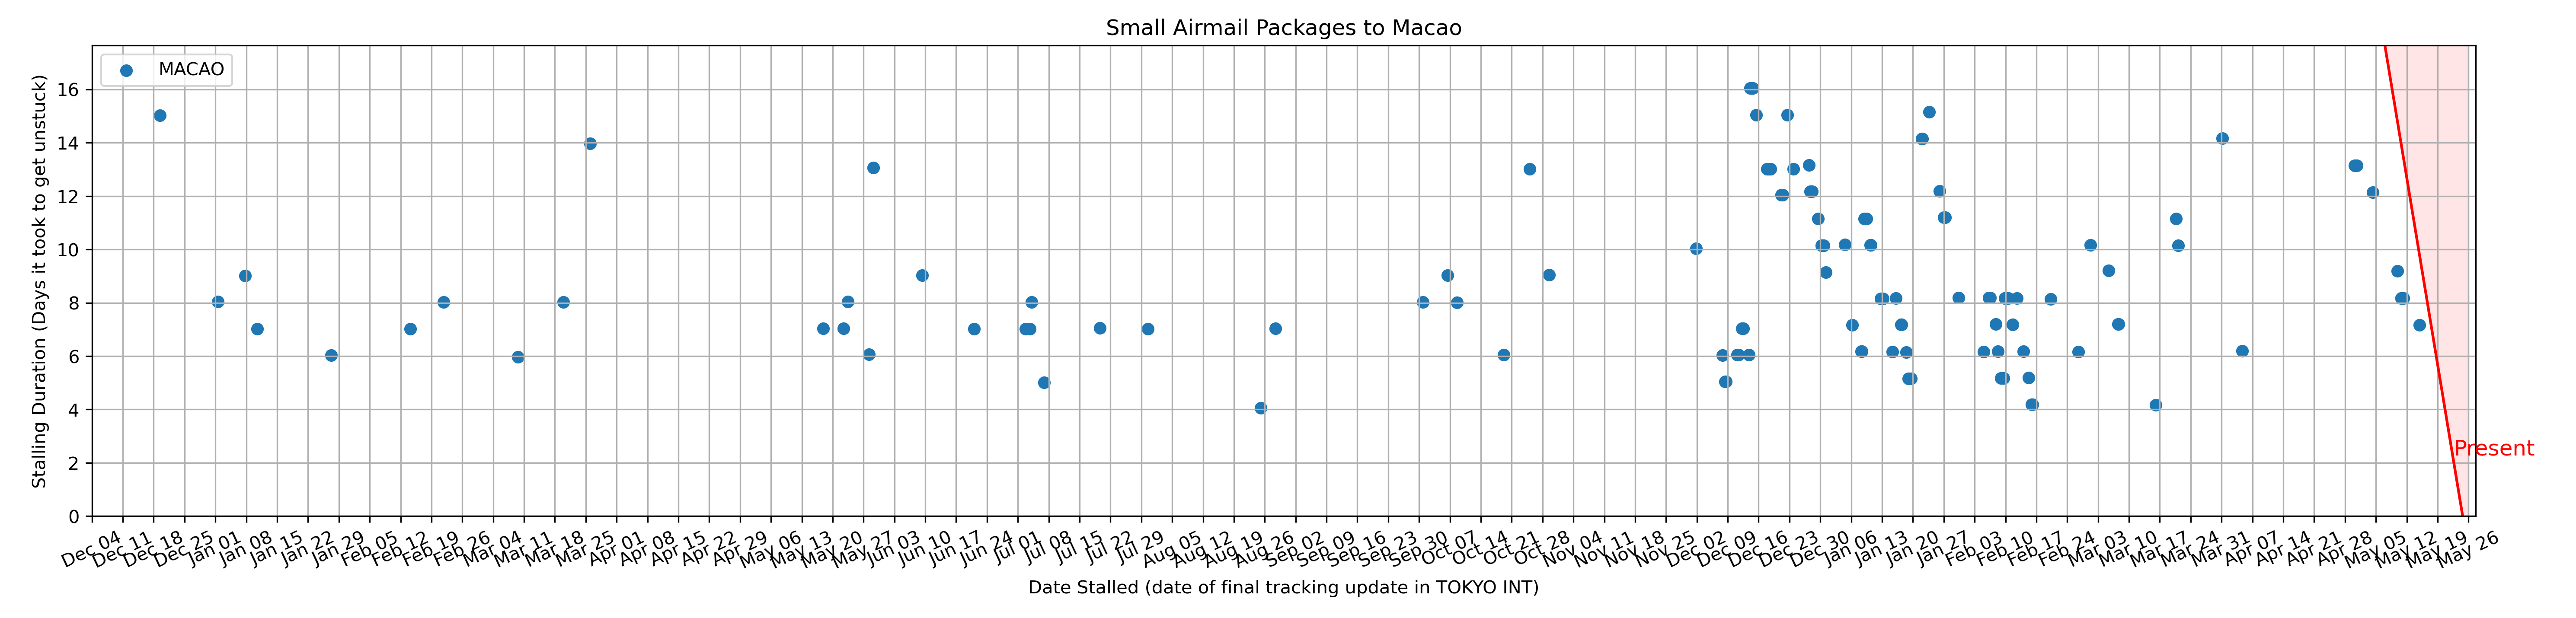 Small Airmail Packages to Macao
MACAO
Stalling Duration (Days it took to get unstuck)
16
14
12
10
8
6
4
2
0
Present
Dec 04
Dec 11
Dec 18
Dec 25
Jan 01
Jan 08
Jan 15
Jan 22
Jan 29
Feb 05
Feb 12
Feb 19
Feb 26
Mar 04
Mar 11
Mar 18
Mar 25
Apr 01
Apr 08
Apr 15
Apr 22
Apr 29
May 06
May 13
May 20
May 27
Jun 03
Jun 10
Jun 17
Jun 24
Jul 01
Jul 08
Jul 15
Jul 22
Jul 29
Aug 05
Aug 12
Aug 19
Aug 26
Sep 02
Sep 09
Sep 16
Sep 23
Sep 30
Oct 07
Oct 14
Oct 21
Oct 28
Nov 04
Nov 11
Nov 18
Nov 25
Dec 02
Dec 09
Dec 16
Dec 23
Dec 30
Jan 06
Jan 13
Jan 20
Jan 27
Feb 03
Feb 10
Feb 17
Feb 24
Mar 03
Mar 10
Mar 17
Mar 24
Mar 31
Apr 07
Apr 14
Apr 21
Apr 28
May 05
May 12
May 19
May 26
Date Stalled (date of final tracking update in TOKYO INT)